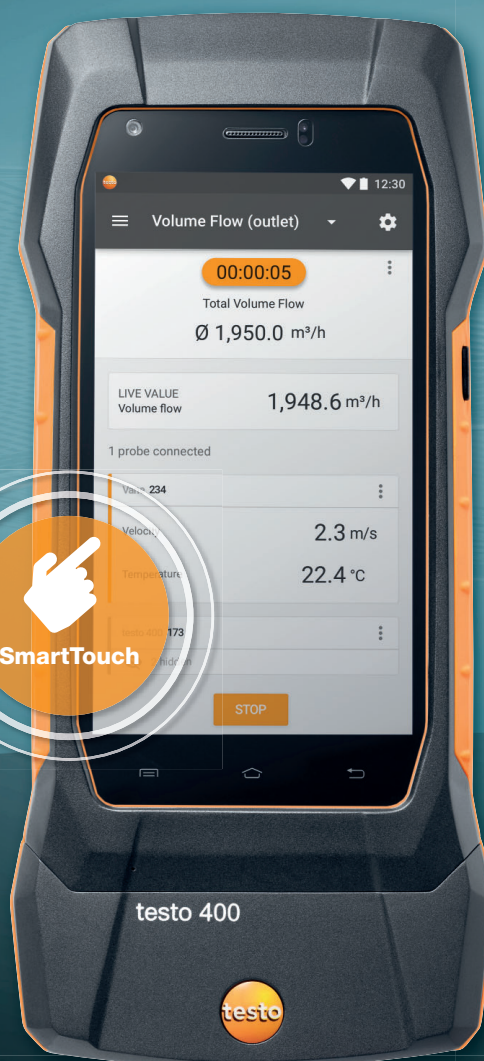 testo
12:30
Volume Flow (outlet)
00:00:05
Total Volume Flow
Ø 1,950.0 m³/h
LIVE VALUE
Volume flow
1,948.6 m³/h
1 probe connected
Vane 234
Velocity
2.3 m/s
Temperature
22.4 °C
testo 400 173
hidden
SmartTouch
STOP
testo 400
testo